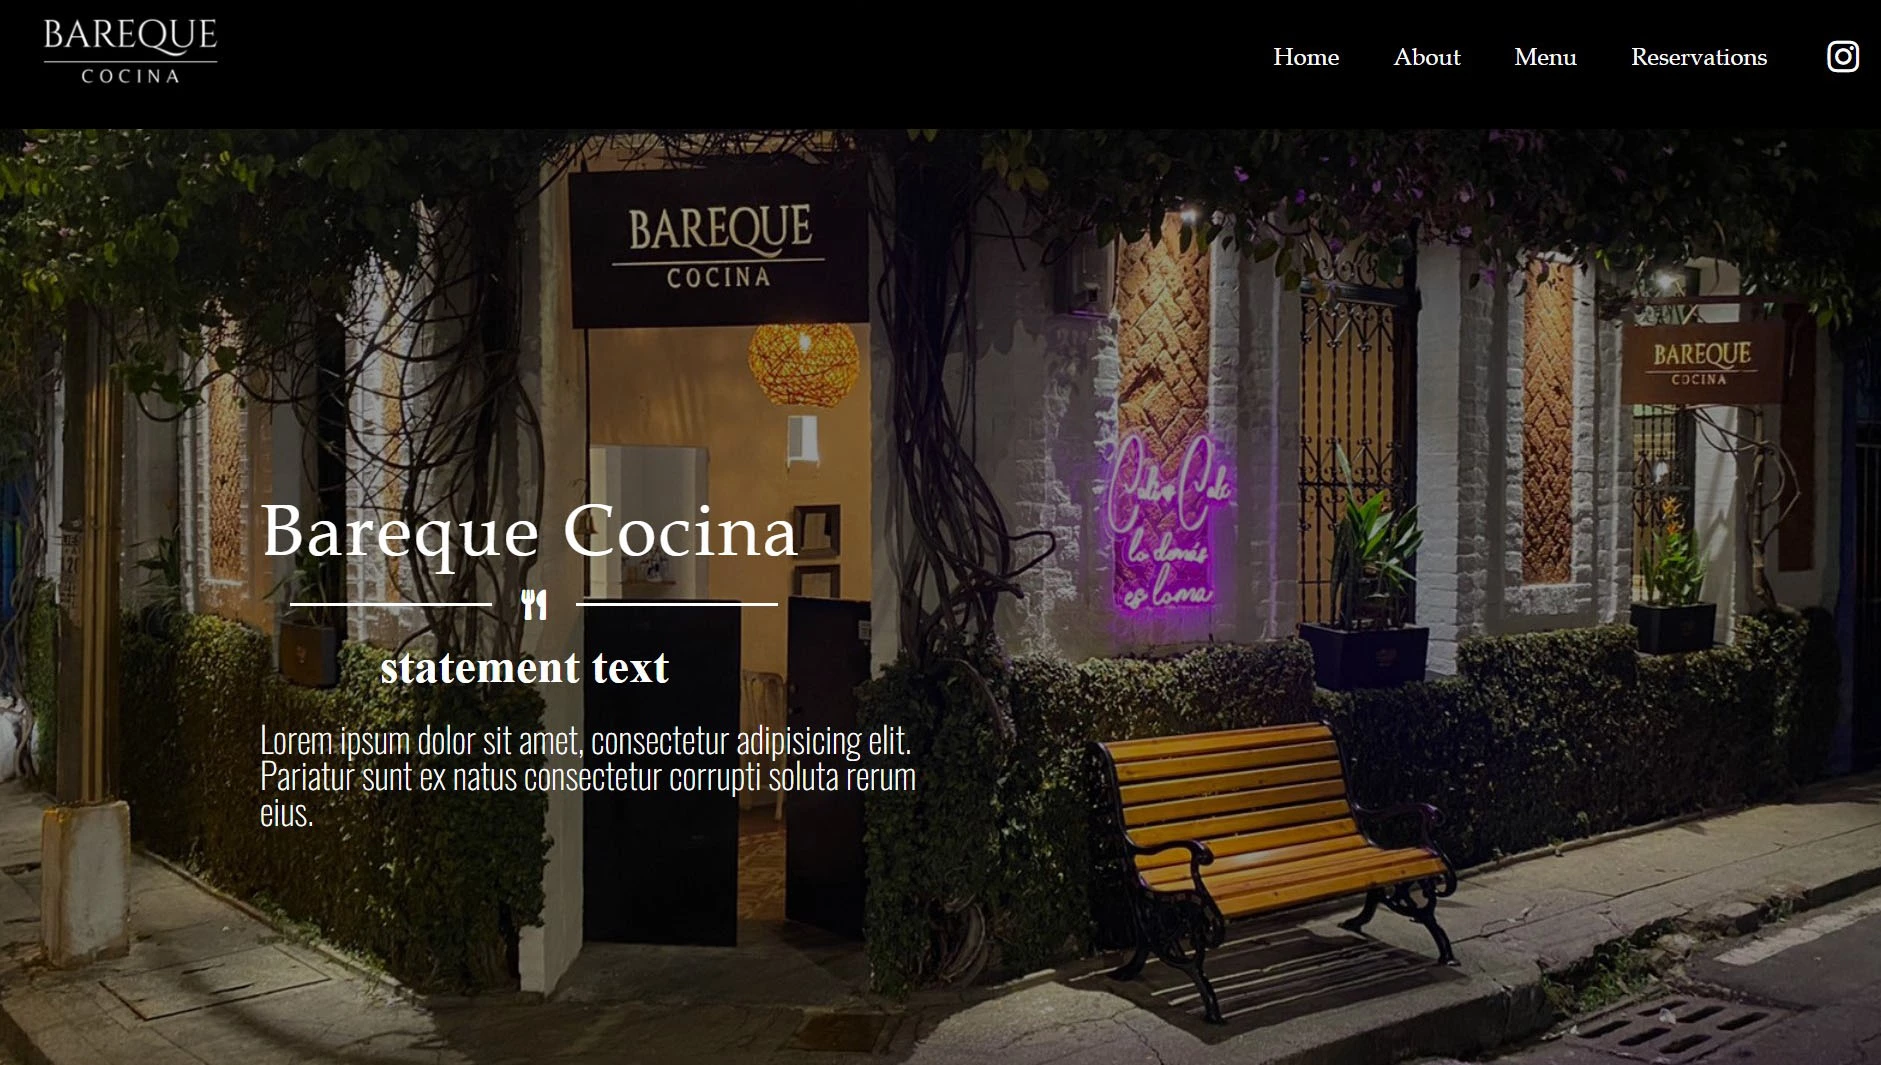 BAREQUE
COCINA
Home About Menu Reservations
BAREQUE
COCINA
BAREQUE
COCINA
Cali es Cali
lo demás
es loma
Bareque Cocina
statement text
Lorem ipsum dolor sit amet, consectetur adipisicing elit.
Pariatur sunt ex natus consectetur corrupti soluta rerum
eius.